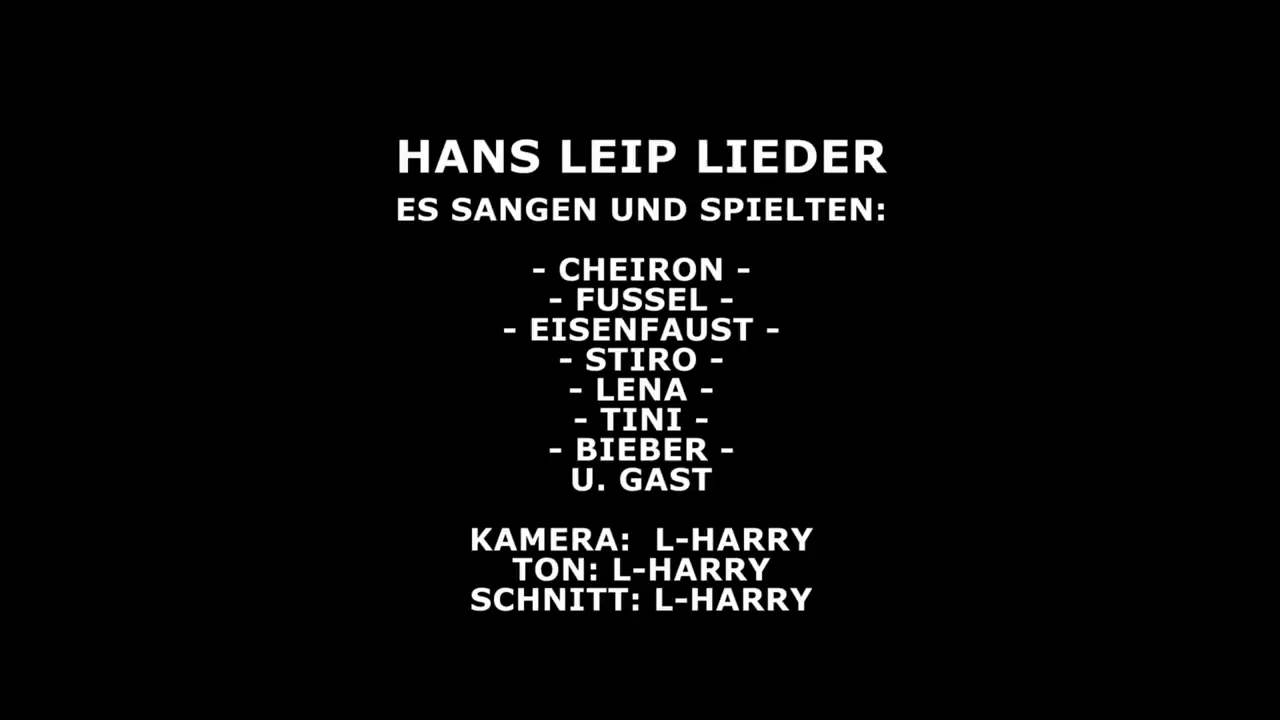 HANS LEIP LIEDER
ES SANGEN UND SPIELTEN:
- CHEIRON -
- FUSSEL -
- EISENFAUST -
- STIRO -
- LENA -
- TINI -
- BIEBER -
U. GAST
KAMERA:  L-HARRY
TON: L-HARRY
SCHNITT: L-HARRY